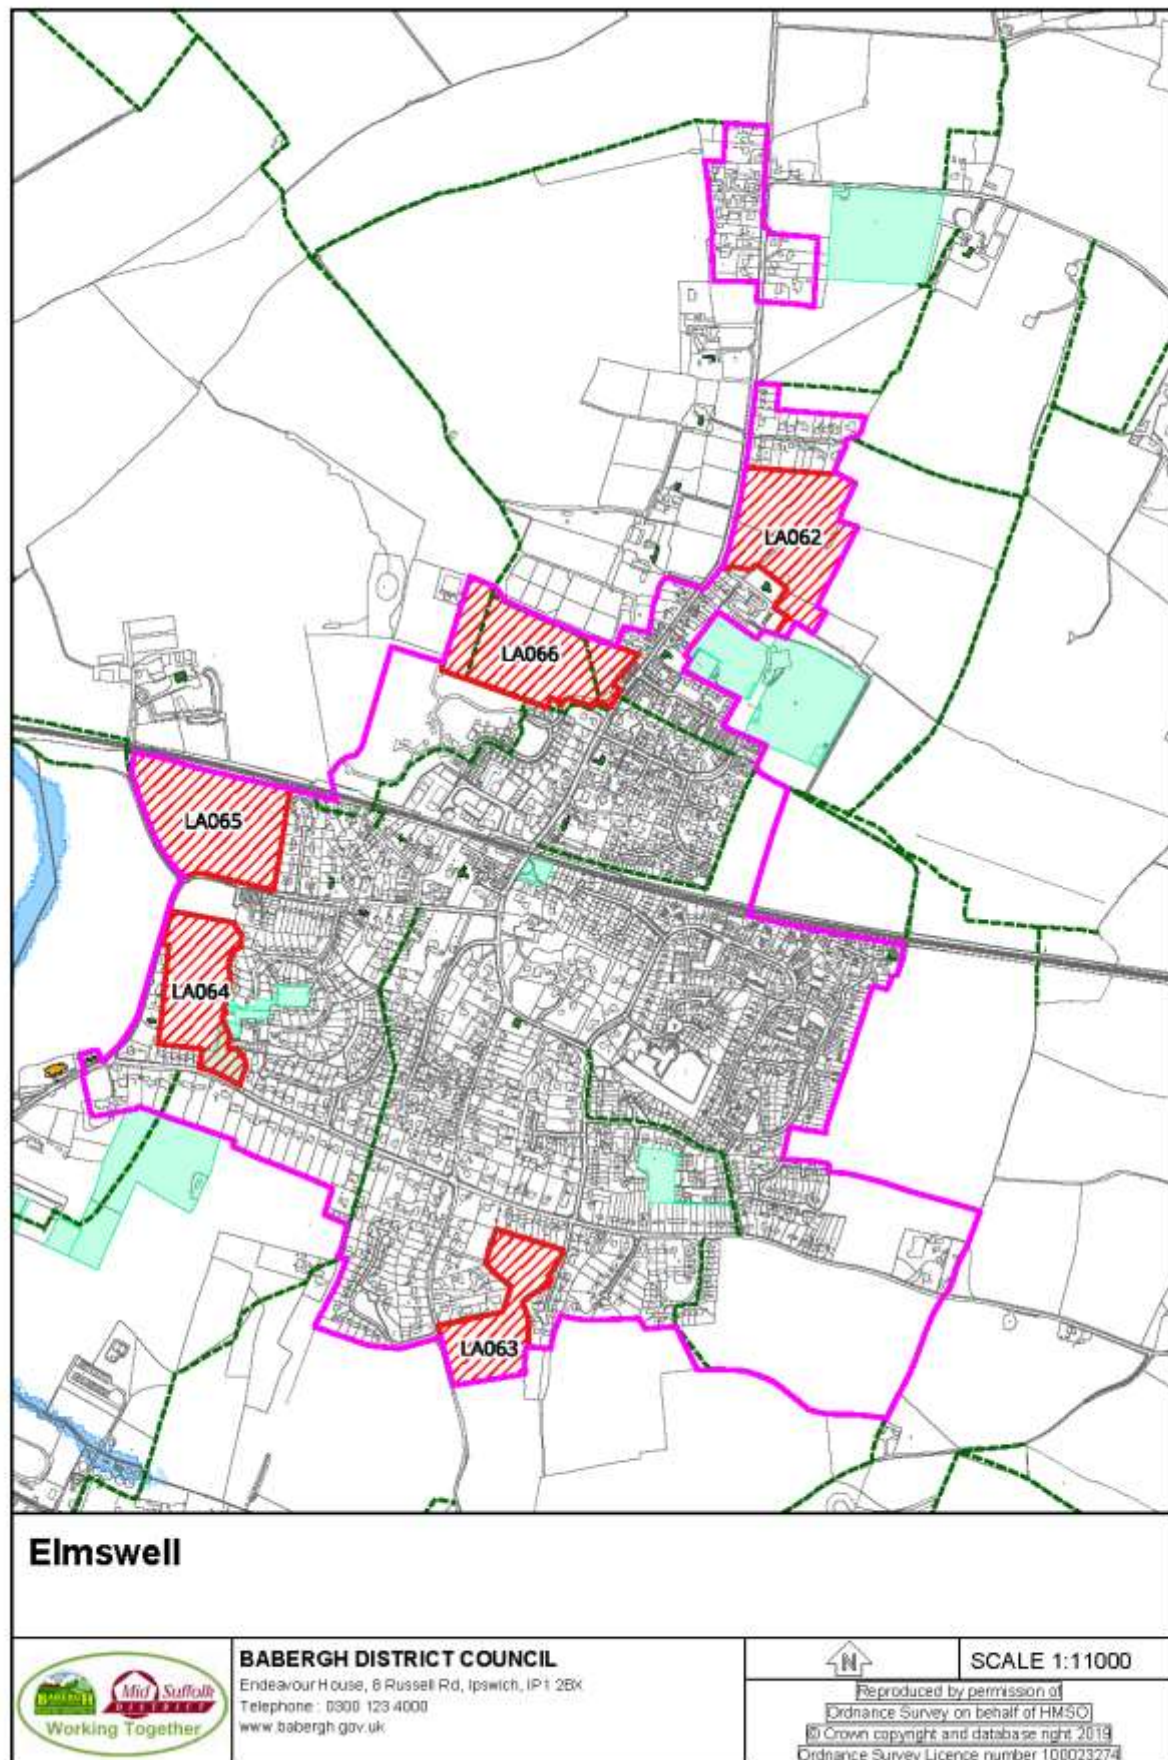 LA062
LA066
LA065
LA064
LA063
Elmswell
BABERGH
Mid Suffolk
DISTRICT
Working Together
BABERGH DISTRICT COUNCIL
Endeavour House, 8 Russell Rd, Ipswich, IP1 2BX
Telephone : 0300 123 4000
www.babergh.gov.uk
N
SCALE 1:11000
Reproduced by permission of
Ordnance Survey on behalf of HMSO
© Crown copyright and database right 2019
Ordnance Survey Licence number 100023274